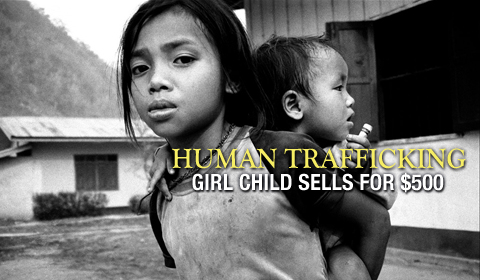 HUMAN TRAFFICKING
GIRL CHILD SELLS FOR $500